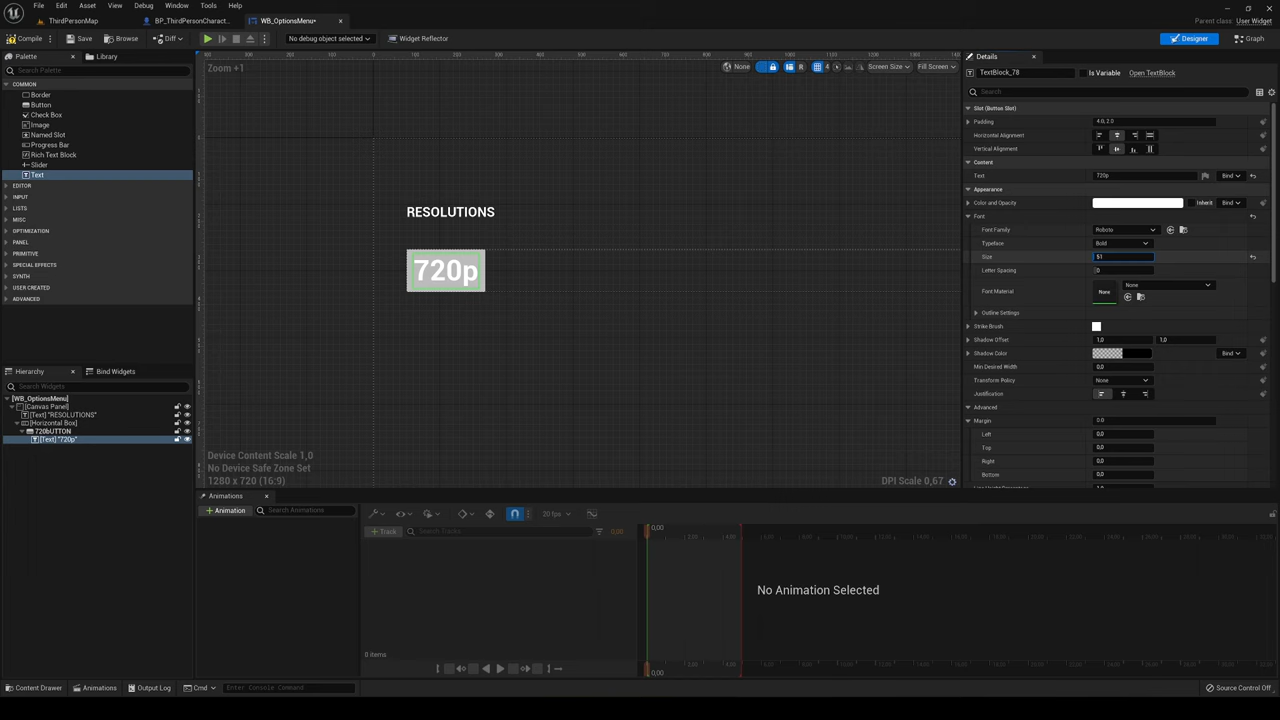 File Edit Asset View Debug Window Tools Help
Parent class: User Widget
ThirdPersonMap BP_ThirdPersonCharact... WB_OptionsMenu•
Compile Save Browse Diff No debug object selected Widget Reflector Designer Graph
Palette Library
Search Palette
COMMON
Border
Button
Check Box
Image
Named Slot
Progress Bar
Rich Text Block
Slider
Text
EDITOR
INPUT
LISTS
MISC
OPTIMIZATION
PANEL
PRIMITIVE
SPECIAL EFFECTS
SYNTH
USER CREATED
ADVANCED
Hierarchy Bind Widgets
Search Widgets
[WB_OptionsMenu]
[Canvas Panel]
[Text] "RESOLUTIONS"
[Horizontal Box]
720bUTTON
[Text] "720p"
Zoom +1
None R 4 Screen Size Fill Screen
RESOLUTIONS
720p
Device Content Scale 1,0
No Device Safe Zone Set
1280 x 720 (16:9)
DPI Scale 0,67
Details
TextBlock_78 Is Variable Open TextBlock
Search
Slot (Button Slot)
Padding 4.0, 2.0
Horizontal Alignment
Vertical Alignment
Content
Text 720p Bind
Appearance
Color and Opacity Inherit Bind
Font
Font Family Roboto
Typeface Bold
Size 51
Letter Spacing 0
Font Material None None
Outline Settings
Strike Brush
Shadow Offset 1,0 1,0
Shadow Color Bind
Min Desired Width 0,0
Transform Policy None
Justification
Advanced
Margin 0.0
Left 0,0
Top 0,0
Right 0,0
Bottom 0,0
Animations
Animation Search Animations
20 fps
Track Search Tracks 0,00
0,00
No Animation Selected
0 items
0,00
Content Drawer Animations Output Log Cmd Enter Console Command Source Control Off